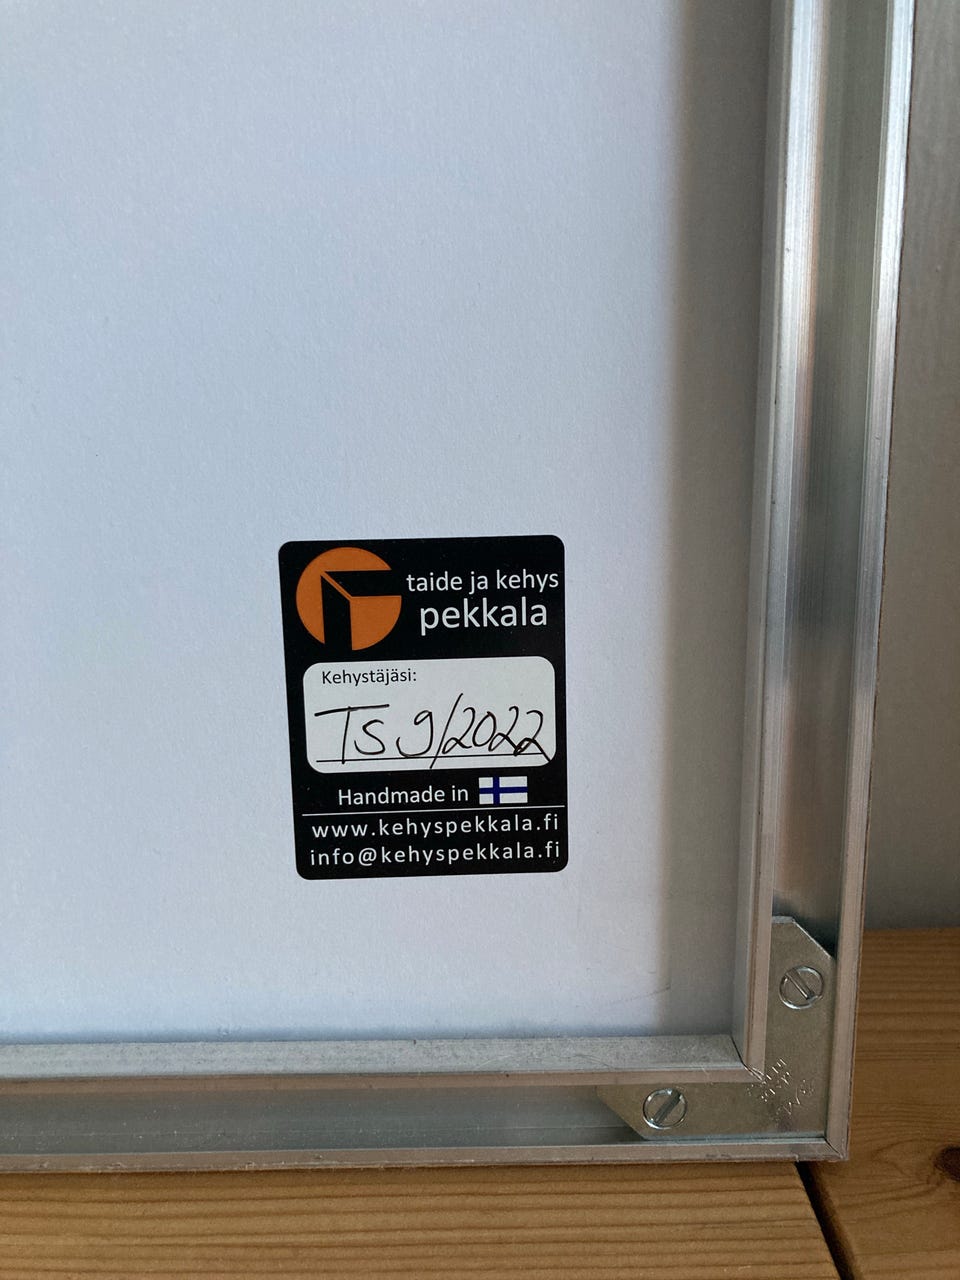 taide ja kehys
pekkala
Kehystäjäsi:
TS 9/2022
Handmade in
www.kehyspekkala.fi
info@kehyspekkala.fi